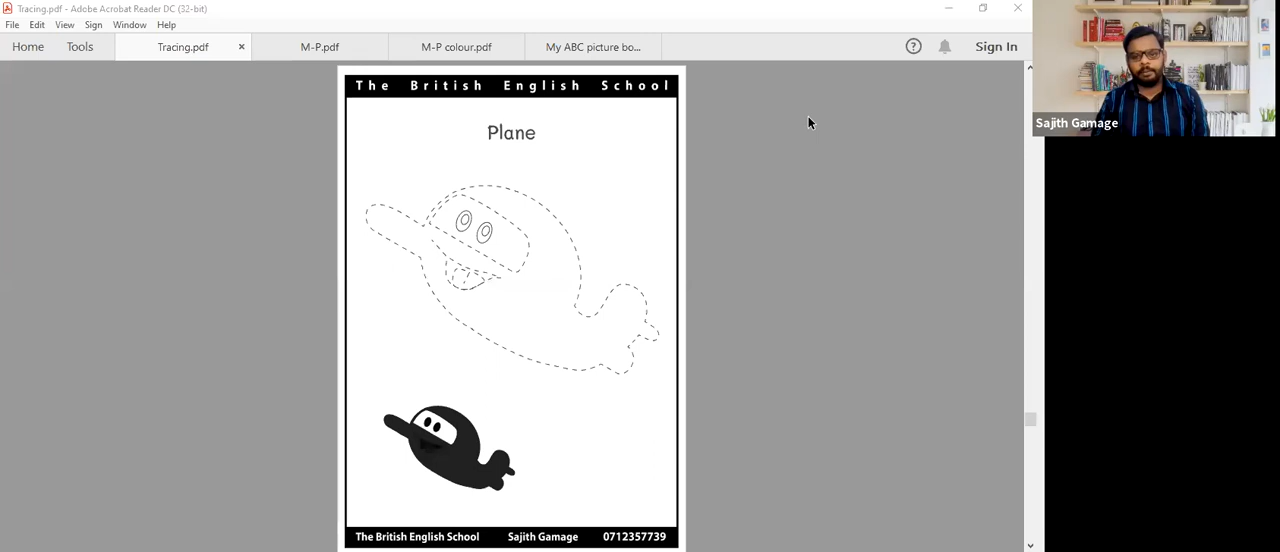 Tracing.pdf - Adobe Acrobat Reader DC (32-bit)
File Edit View Sign Window Help
Home Tools Tracing.pdf × M-P.pdf M-P colour.pdf My ABC picture bo... ? Sign In
Sajith Gamage
The British English School
Plane
The British English School Sajith Gamage 0712357739